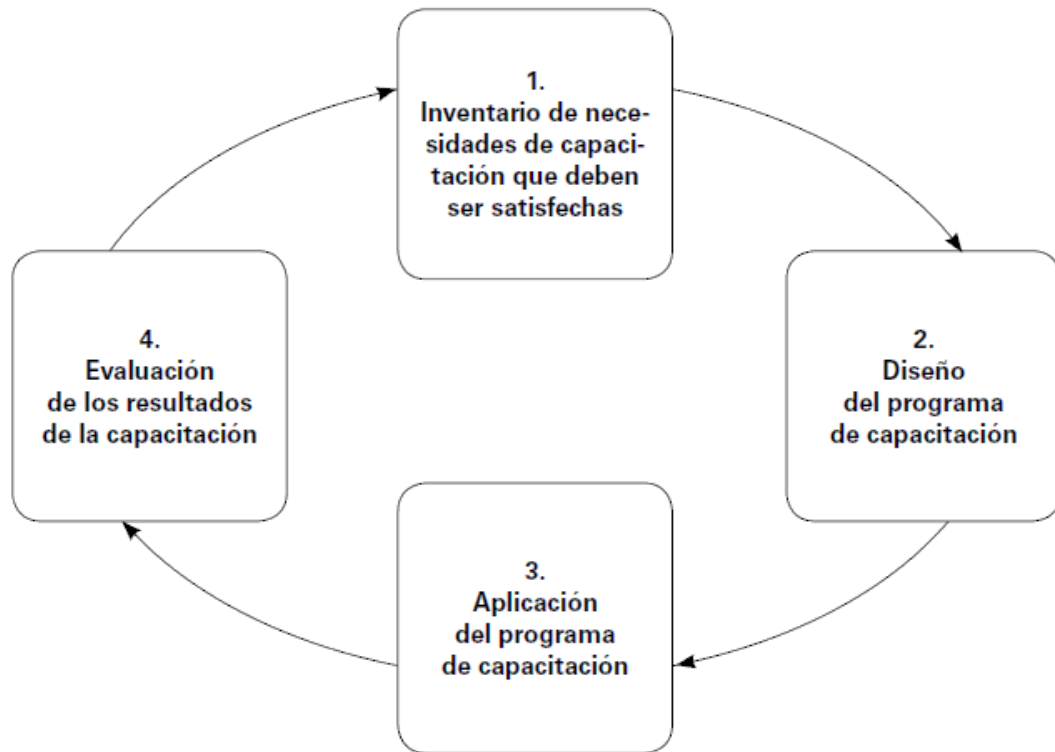 1.
Inventario de nece-
sidades de capaci-
tación que deben
ser satisfechas
2.
Diseño
del programa
de capacitación
3.
Aplicación
del programa
de capacitación
4.
Evaluación
de los resultados
de la capacitación